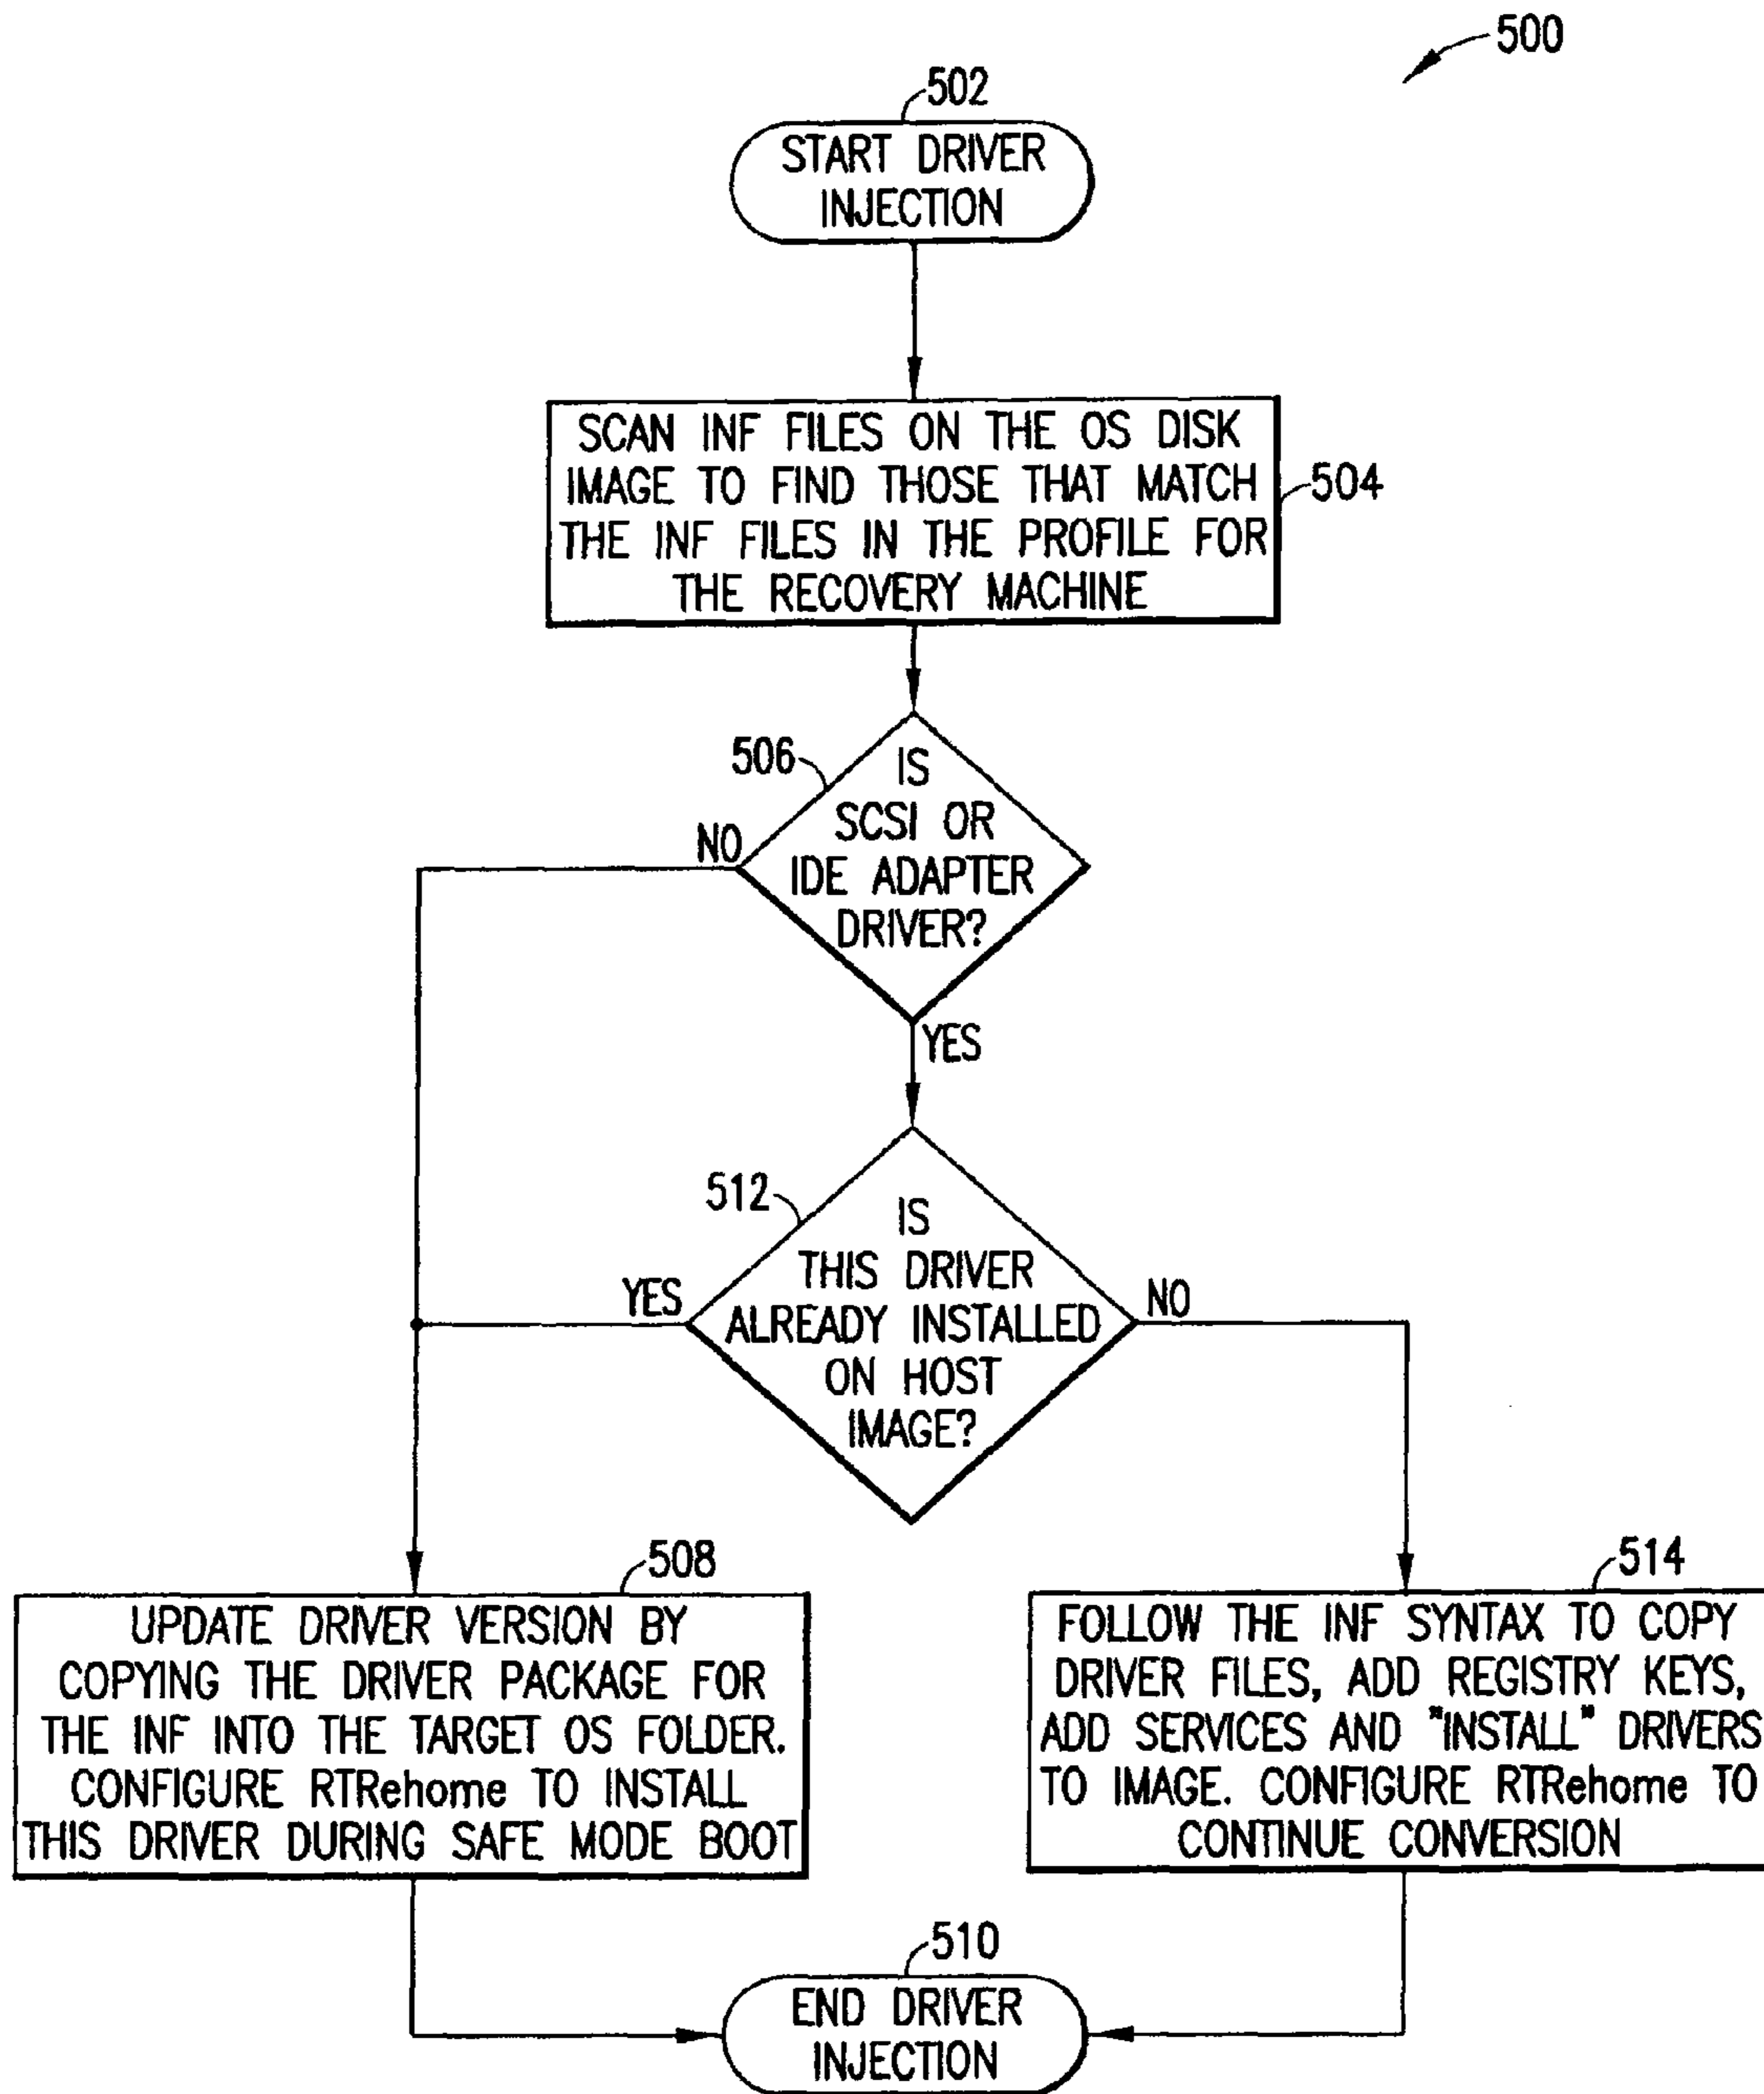 500
502
START DRIVER
INJECTION
SCAN INF FILES ON THE OS DISK
IMAGE TO FIND THOSE THAT MATCH
THE INF FILES IN THE PROFILE FOR
THE RECOVERY MACHINE
504
506
IS
SCSI OR
IDE ADAPTER
DRIVER?
NO
YES
512
IS
THIS DRIVER
ALREADY INSTALLED
ON HOST
IMAGE?
YES
NO
508
UPDATE DRIVER VERSION BY
COPYING THE DRIVER PACKAGE FOR
THE INF INTO THE TARGET OS FOLDER.
CONFIGURE RTRehome TO INSTALL
THIS DRIVER DURING SAFE MODE BOOT
514
FOLLOW THE INF SYNTAX TO COPY
DRIVER FILES, ADD REGISTRY KEYS,
ADD SERVICES AND "INSTALL" DRIVERS
TO IMAGE. CONFIGURE RTRehome TO
CONTINUE CONVERSION
510
END DRIVER
INJECTION